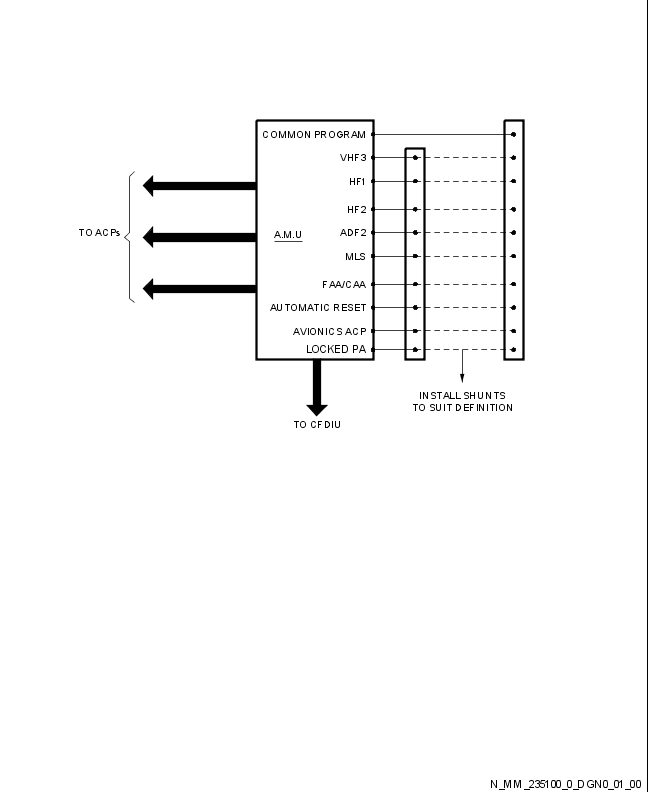 COMMON PROGRAM
VHF3
HF1
HF2
TO ACPs
A.M.U
ADF2
MLS
FAA/CAA
AUTOMATIC RESET
AVIONICS ACP
LOCKED PA
INSTALL SHUNTS
TO SUIT DEFINITION
TO CFDIU
N_MM_235100_0_DGN0_01_00